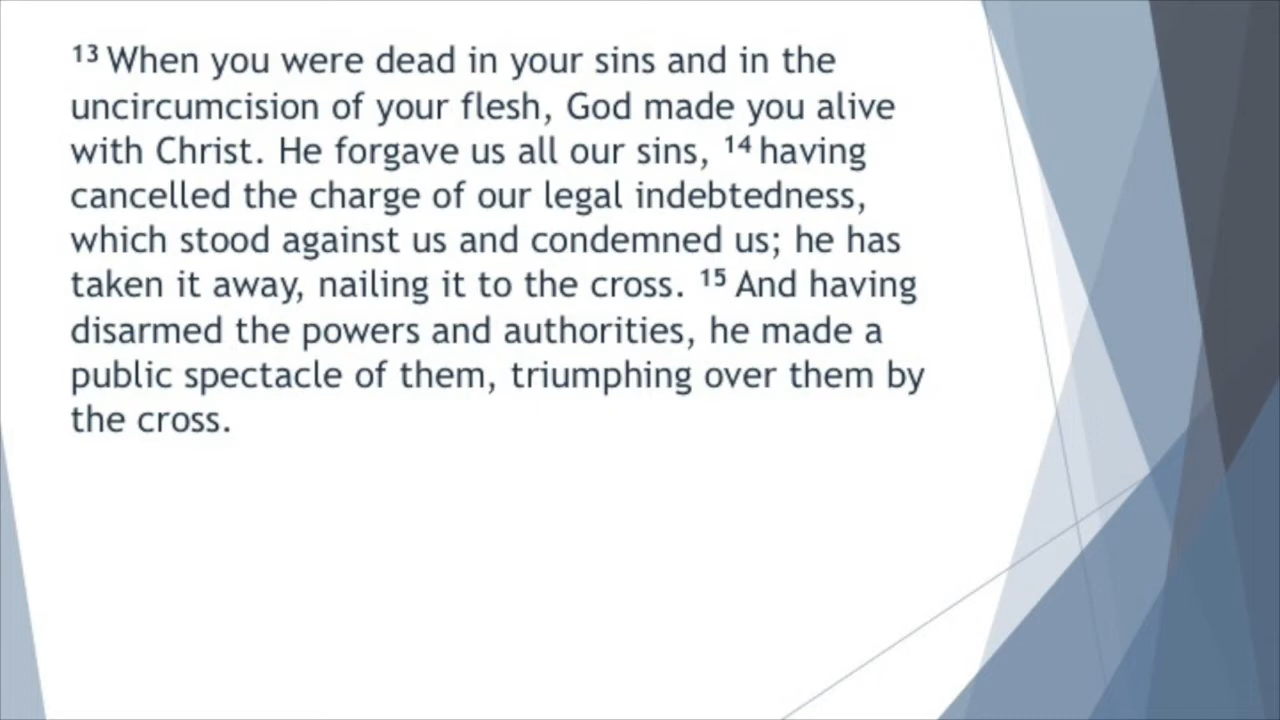 ¹³ When you were dead in your sins and in the
uncircumcision of your flesh, God made you alive
with Christ. He forgave us all our sins, ¹⁴ having
cancelled the charge of our legal indebtedness,
which stood against us and condemned us; he has
taken it away, nailing it to the cross. ¹⁵ And having
disarmed the powers and authorities, he made a
public spectacle of them, triumphing over them by
the cross.